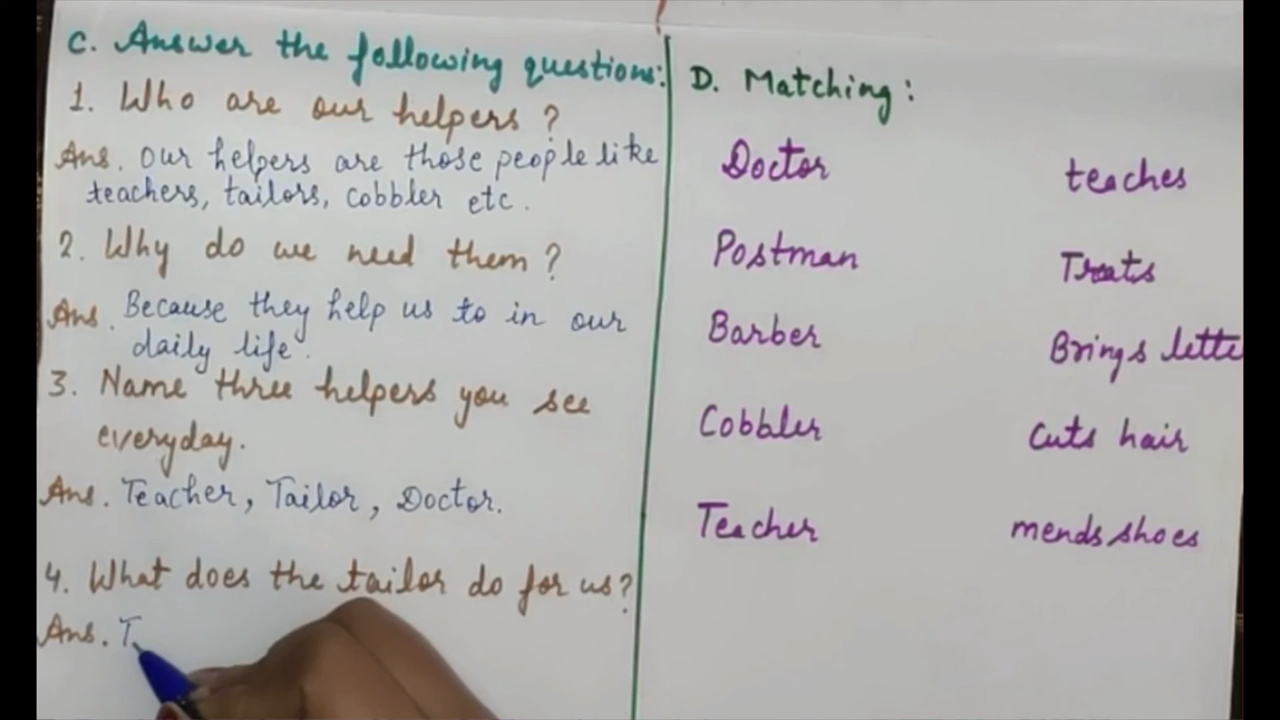 C. Answer the following questions:
1. Who are our helpers ?
Ans. Our helpers are those people like
teachers, tailors, cobbler etc.
2. Why do we need them ?
Ans. Because they help us to in our
daily life.
3. Name three helpers you see
everyday.
Ans. Teacher, Tailor, Doctor.
4. What does the tailor do for us?
Ans. T
D. Matching :
Doctor teaches
Postman Treats
Barber Brings lette
Cobbler Cuts hair
Teacher mends shoes